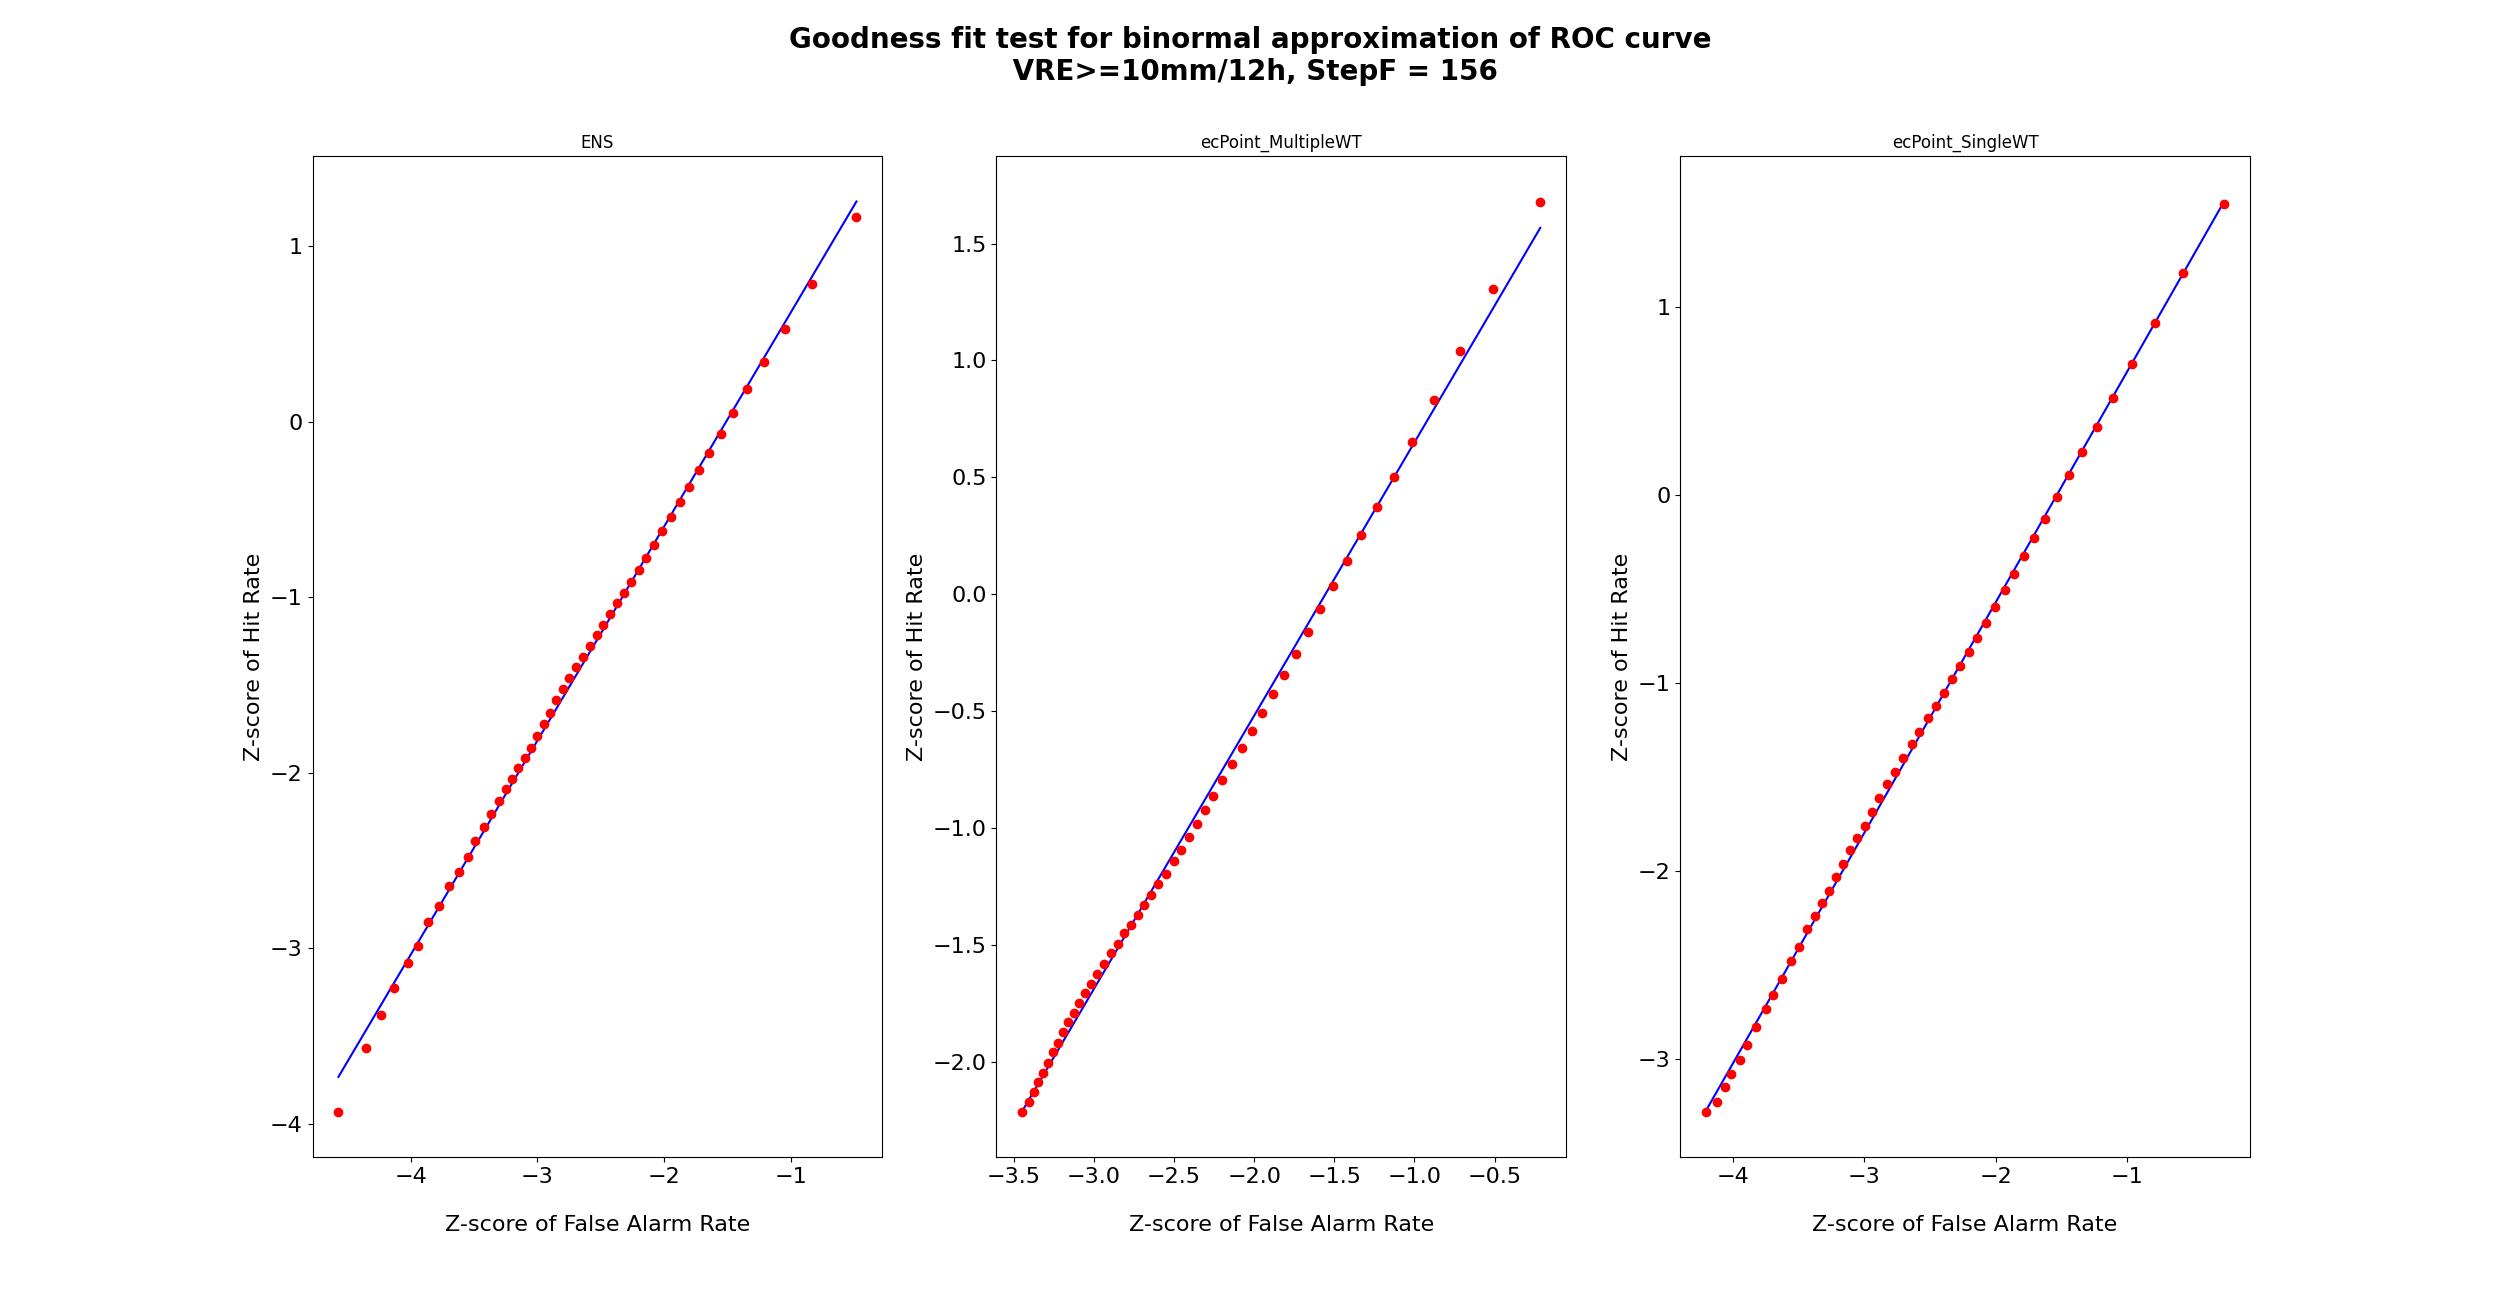 Goodness fit test for binormal approximation of ROC curve
VRE>=10mm/12h, StepF = 156
ENS
1
0
−1
−2
−3
−4
Z-score of Hit Rate
−4 −3 −2 −1
Z-score of False Alarm Rate
ecPoint_MultipleWT
1.5
1.0
0.5
0.0
−0.5
−1.0
−1.5
−2.0
Z-score of Hit Rate
−3.5 −3.0 −2.5 −2.0 −1.5 −1.0 −0.5
Z-score of False Alarm Rate
ecPoint_SingleWT
1
0
−1
−2
−3
Z-score of Hit Rate
−4 −3 −2 −1
Z-score of False Alarm Rate